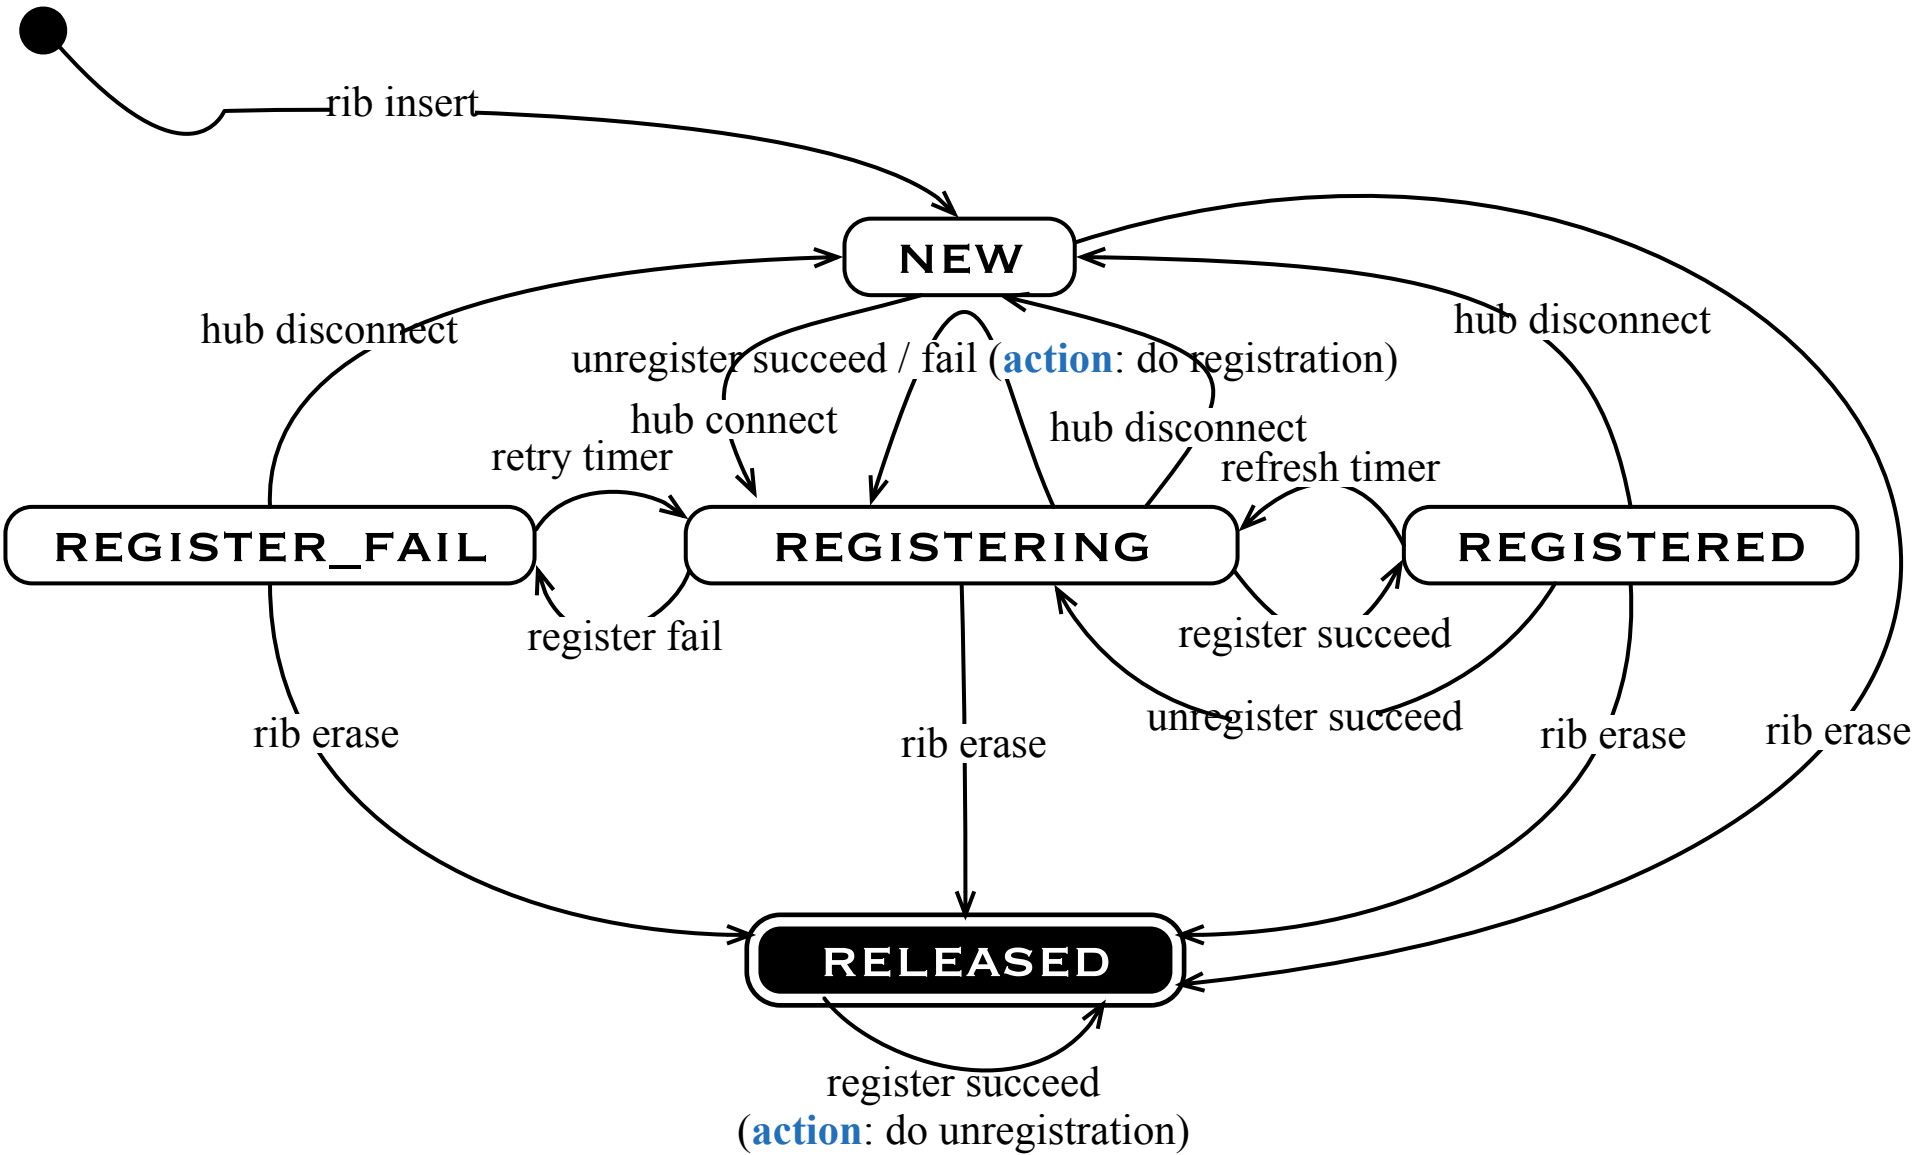 rib insert
NEW
hub disconnect
hub disconnect
unregister succeed / fail (action: do registration)
hub connect
hub disconnect
retry timer
refresh timer
REGISTER_FAIL
REGISTERING
REGISTERED
register fail
register succeed
unregister succeed
rib erase
rib erase
rib erase
rib erase
RELEASED
register succeed
(action: do unregistration)